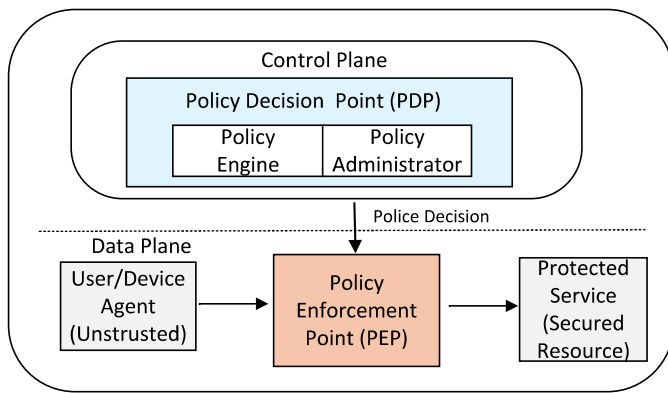 Control Plane
Policy Decision Point (PDP)
Policy
Engine
Policy
Administrator
Police Decision
Data Plane
User/Device
Agent
(Unstrusted)
Policy
Enforcement
Point (PEP)
Protected
Service
(Secured
Resource)